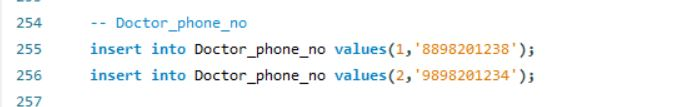 254 -- Doctor_phone_no
255 insert into Doctor_phone_no values(1,'8898201238');
256 insert into Doctor_phone_no values(2,'9898201234');
257